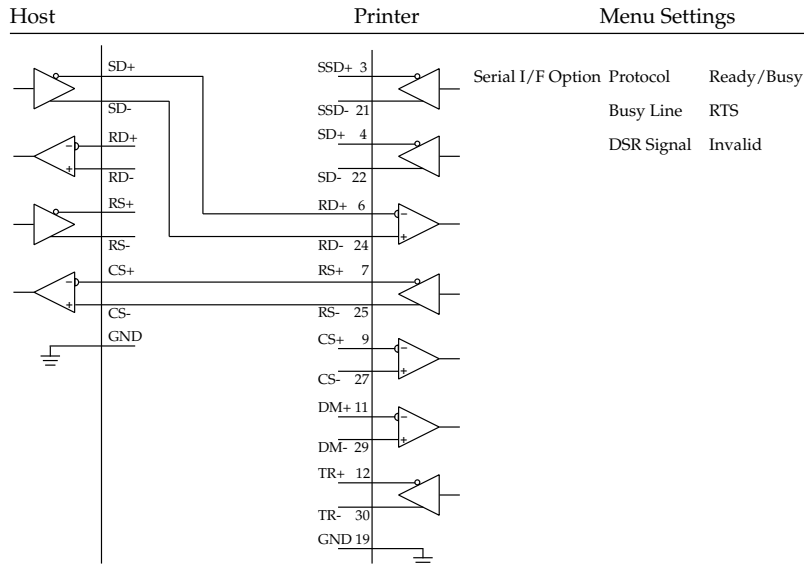 Host Printer Menu Settings
Serial I/F Option Protocol Ready/Busy
Busy Line RTS
DSR Signal Invalid
SD+
SD-
RD+
RD-
RS+
RS-
CS+
CS-
GND
SSD+ 3
SSD- 21
SD+ 4
SD- 22
RD+ 6
RD- 24
RS+ 7
RS- 25
CS+ 9
CS- 27
DM+ 11
DM- 29
TR+ 12
TR- 30
GND 19